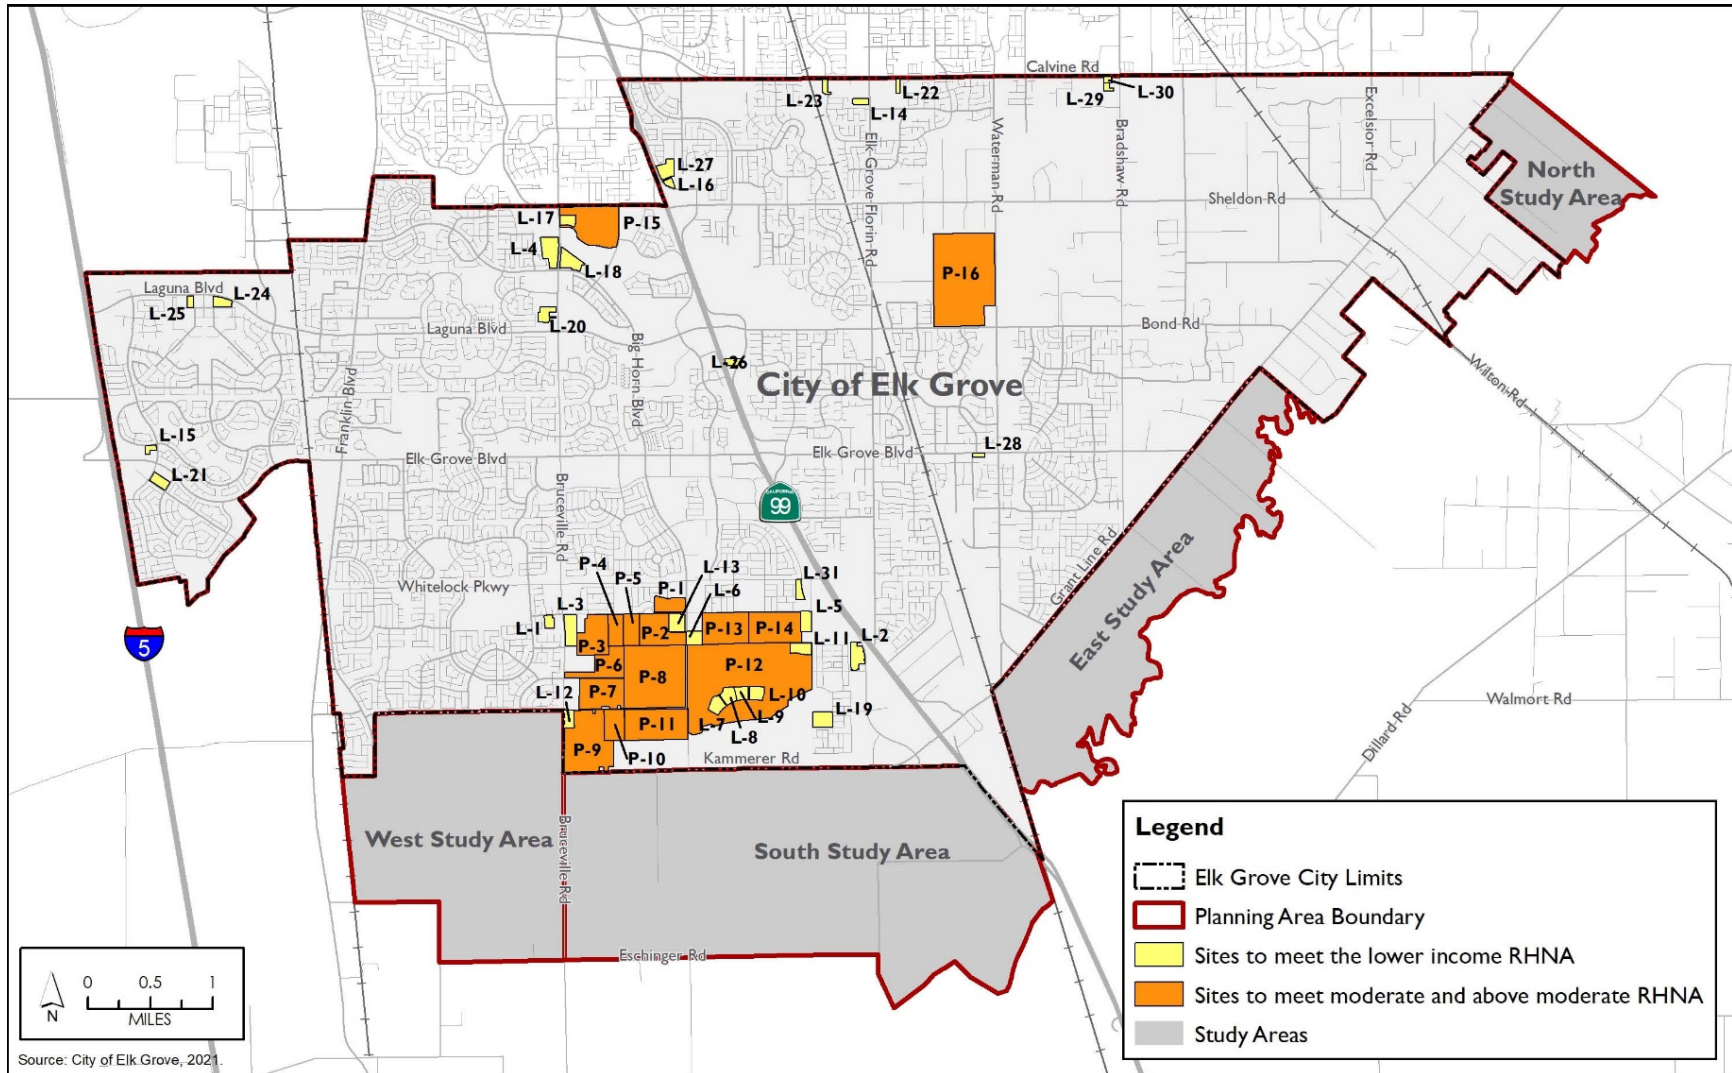 Calvine Rd
L-23
L-22
L-14
L-29
L-30
Elk-Grove-Florin-Rd
Waterman-Rd
Bradshaw-Rd
Excelsior-Rd
L-27
L-16
North
Study Area
Sheldon Rd
L-17
P-15
L-4
L-18
P-16
Laguna Blvd
L-24
L-25
L-20
Laguna Blvd
Bond-Rd
Big-Horn-Blvd
L-26
City of Elk Grove
Wilton-Rd
Franklin-Blvd
L-15
L-21
Elk-Grove-Blvd
Elk Grove Blvd
L-28
Bruceville-Rd
CALIFORNIA
99
Grant-Line-Rd
East Study Area
Whitelock Pkwy
P-4
P-5
P-1
L-13
L-6
L-31
L-5
L-3
L-1
P-3
P-2
P-13
P-14
L-11
L-2
5
P-6
P-8
P-12
L-12
P-7
L-10
L-9
L-7
L-8
L-19
P-11
P-9
P-10
Kammerer Rd
Walmort Rd
Dillard-Rd
West Study Area
Bruceville-Rd
South Study Area
Eschinger Rd
Legend
Elk Grove City Limits
Planning Area Boundary
Sites to meet the lower income RHNA
Sites to meet moderate and above moderate RHNA
Study Areas
N
0 0.5 1
MILES
Source: City of Elk Grove, 2021.